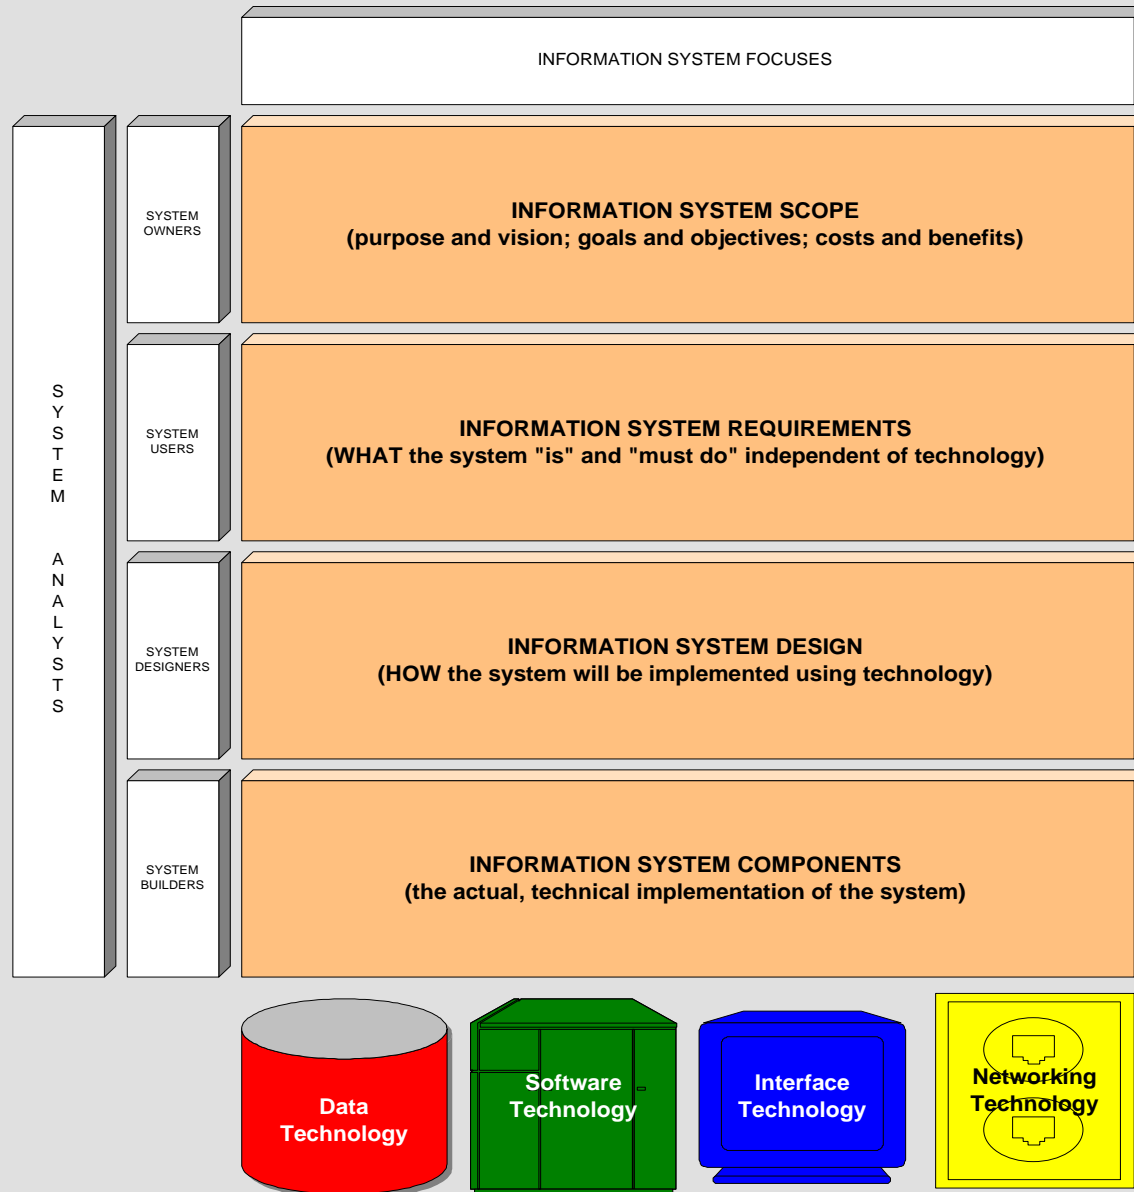 INFORMATION SYSTEM FOCUSES
SYSTEM ANALYSTS
SYSTEM
OWNERS
INFORMATION SYSTEM SCOPE
(purpose and vision; goals and objectives; costs and benefits)
SYSTEM
USERS
INFORMATION SYSTEM REQUIREMENTS
(WHAT the system "is" and "must do" independent of technology)
SYSTEM
DESIGNERS
INFORMATION SYSTEM DESIGN
(HOW the system will be implemented using technology)
SYSTEM
BUILDERS
INFORMATION SYSTEM COMPONENTS
(the actual, technical implementation of the system)
Data
Technology
Software
Technology
Interface
Technology
Networking
Technology